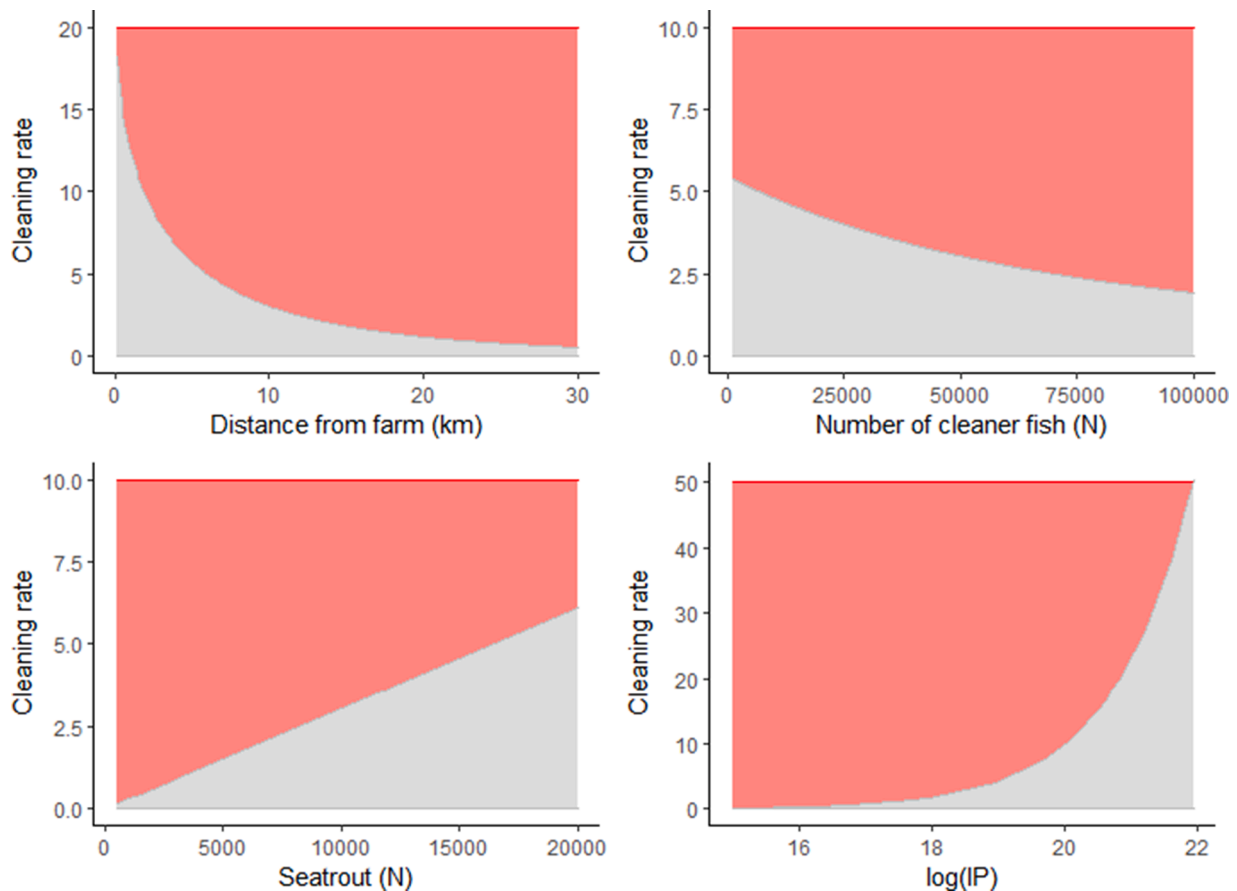 Cleaning rate
20
15
10
5
0
0 10 20 30
Distance from farm (km)
Cleaning rate
10.0
7.5
5.0
2.5
0.0
0 25000 50000 75000 100000
Number of cleaner fish (N)
Cleaning rate
10.0
7.5
5.0
2.5
0.0
0 5000 10000 15000 20000
Seatrout (N)
Cleaning rate
50
40
30
20
10
0
16 18 20 22
log(IP)